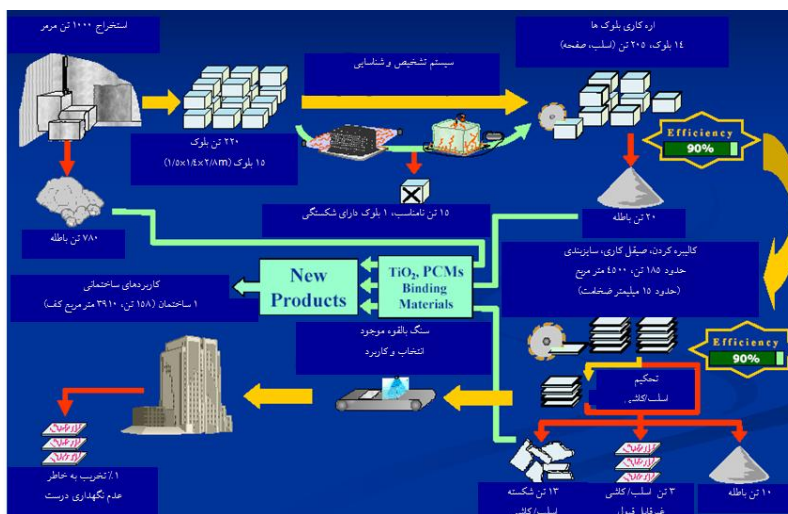 استخراج ۱۰۰۰ تن مرمر
اره کاری بلوک ها
۱۴ بلوک، ۲۰۵ تن (اسلب، صفحه)
سیستم تشخیص و شناسایی
Efficiency
90%
۲۲۰ تن بلوک
۱۵ بلوک (۱/۵×۱/٤×۲/۸m)
۱۵ تن نامناسب، ۱ بلوک دارای شکستگی
۲۰ تن باطله
۷۸۰ تن باطله
کالیبره کردن، صیقل کاری، سایزبندی
حدود ۱۸۵ تن، ۴۵۰۰ متر مربع
(حدود ۱۵ میلیمتر ضخامت)
کاربردهای ساختمانی
۱ ساختمان (۱۵۸ تن، ۳۹۱۰ متر مربع کف)
New
Products
TiO₂, PCMs
Binding
Materials
سنگ بالقوه موجود
انتخاب و کاربرد
Efficiency
90%
تحکیم
اسلب/کاشی
۱٪ تخریب به خاطر
عدم نگهداری درست
۱۳ تن شکسته
اسلب/کاشی
۳ تن اسلب/کاشی
غیرقابل قبول
۱۰ تن باطله